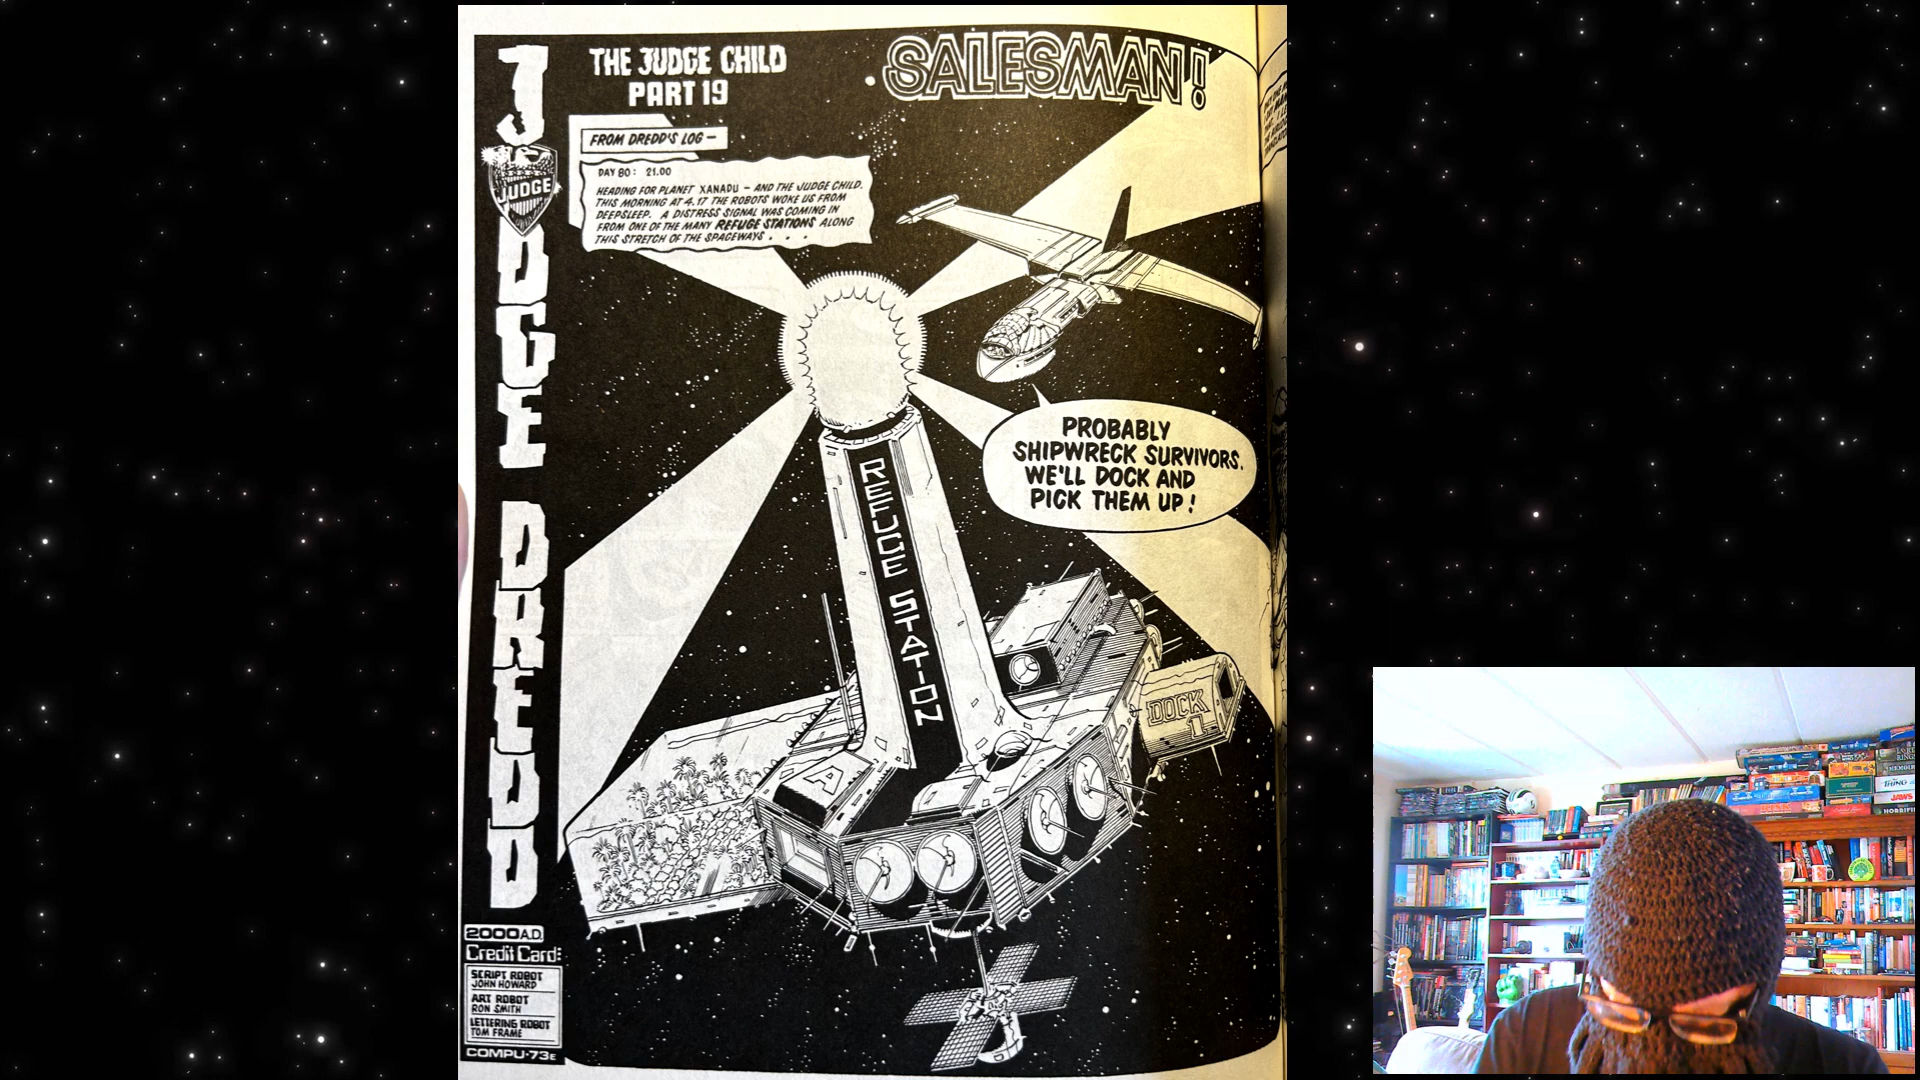 JUDGE DREDD
JUDGE
THE JUDGE CHILD
PART 19
SALESMAN!
FROM DREDD'S LOG —
DAY 80: 21.00
HEADING FOR PLANET XANADU — AND THE JUDGE CHILD.
THIS MORNING AT 4.17 THE ROBOTS WOKE US FROM
DEEPSLEEP. A DISTRESS SIGNAL WAS COMING IN
FROM ONE OF THE MANY REFUGE STATIONS ALONG
THIS STRETCH OF THE SPACEWAYS . . .
PROBABLY
SHIPWRECK SURVIVORS.
WE'LL DOCK AND
PICK THEM UP!
REFUGE STATION
DOCK
1
A
2000 A.D.
Credit Card:
SCRIPT ROBOT
JOHN HOWARD
ART ROBOT
RON SMITH
LETTERING ROBOT
TOM FRAME
COMPU·73E
THING
JAWS